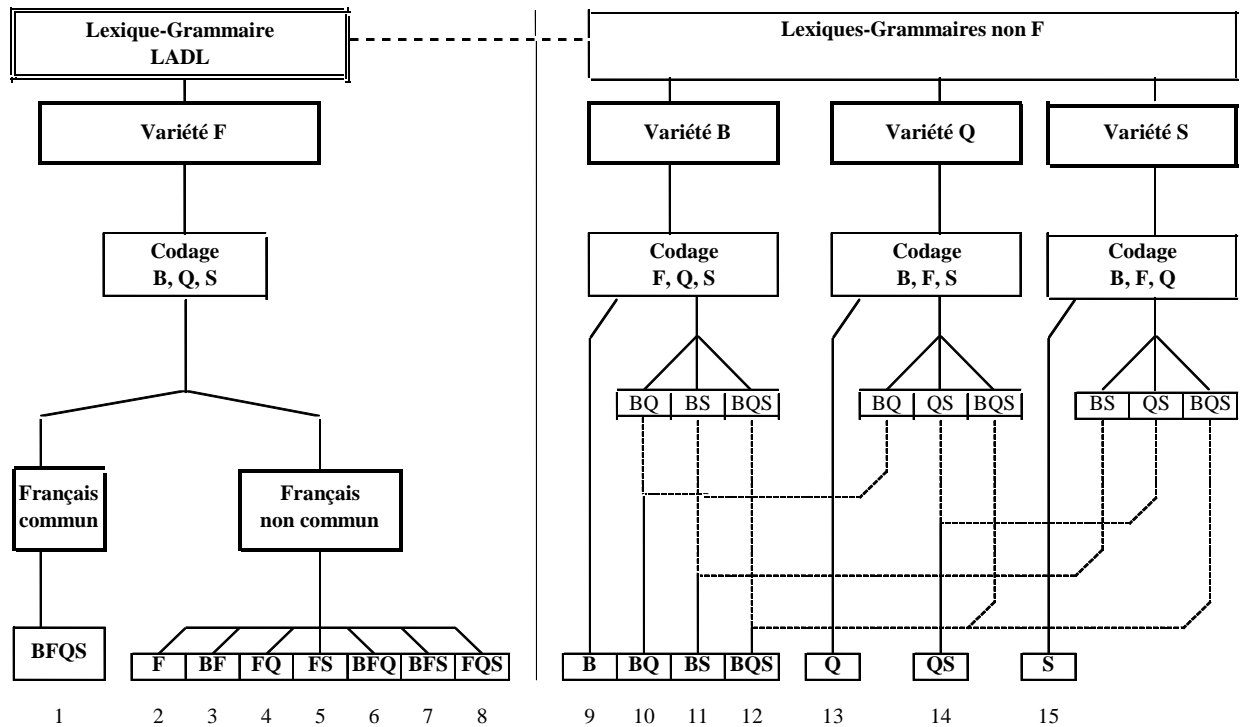 Lexique-Grammaire
LADL
Lexiques-Grammaires non F
Variété F
Variété B
Variété Q
Variété S
Codage
B, Q, S
Codage
F, Q, S
Codage
B, F, S
Codage
B, F, Q
BQ BS BQS
BQ QS BQS
BS QS BQS
Français
commun
Français
non commun
BFQS
F BF FQ FS BFQ BFS FQS
B BQ BS BQS
Q
QS
S
1 2 3 4 5 6 7 8 9 10 11 12 13 14 15